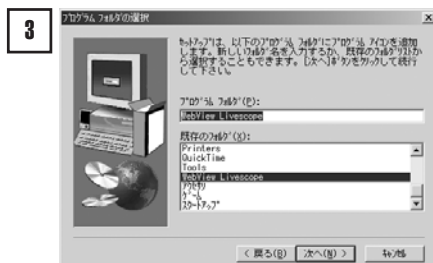 3
プログラム フォルダの選択
セットアップは、以下のプログラム フォルダにプログラム アイコンを追加
します。新しいフォルダ名を入力するか、既存のフォルダリストか
ら選択することもできます。[次へ]ボタンをクリックして続行
して下さい。
プログラム フォルダ(P):
WebView Livescope
既存のフォルダ(X):
Printers
QuickTime
Tools
WebView Livescope
アクセサリ
ゲーム
スタートアップ
< 戻る(B)
次へ(N) >
キャンセル